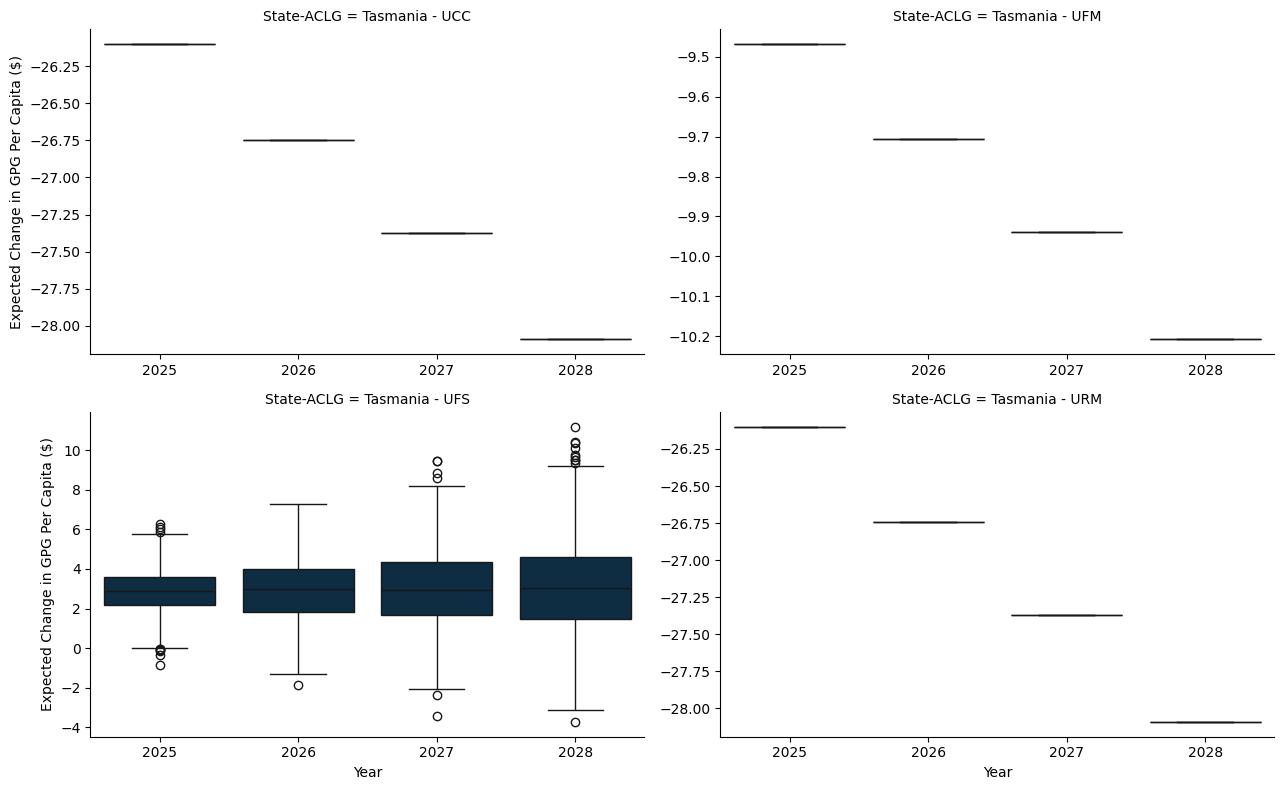 State-ACLG = Tasmania - UCC
Expected Change in GPG Per Capita ($)
−26.25
−26.50
−26.75
−27.00
−27.25
−27.50
−27.75
−28.00
2025 2026 2027 2028
State-ACLG = Tasmania - UFM
−9.5
−9.6
−9.7
−9.8
−9.9
−10.0
−10.1
−10.2
2025 2026 2027 2028
State-ACLG = Tasmania - UFS
Expected Change in GPG Per Capita ($)
10
8
6
4
2
0
−2
−4
2025 2026 2027 2028
Year
State-ACLG = Tasmania - URM
−26.25
−26.50
−26.75
−27.00
−27.25
−27.50
−27.75
−28.00
2025 2026 2027 2028
Year